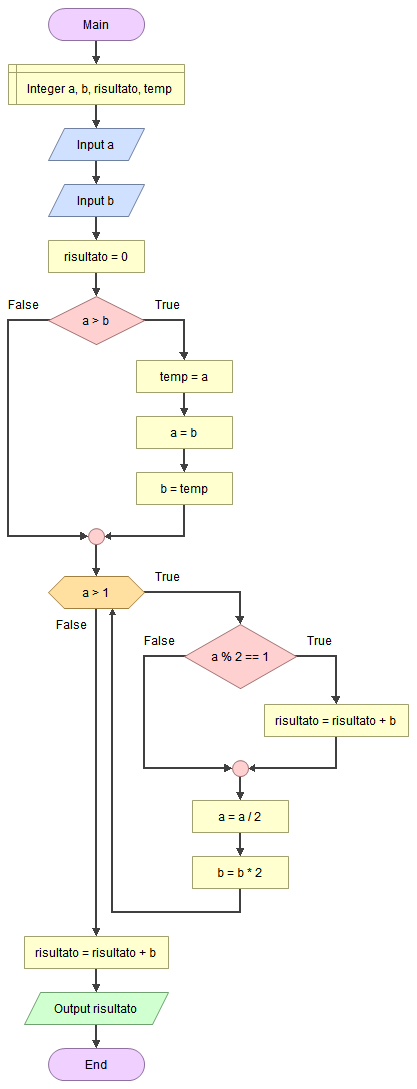 Main
Integer a, b, risultato, temp
Input a
Input b
risultato = 0
False
True
a > b
temp = a
a = b
b = temp
True
a > 1
False
False
True
a % 2 == 1
risultato = risultato + b
a = a / 2
b = b * 2
risultato = risultato + b
Output risultato
End